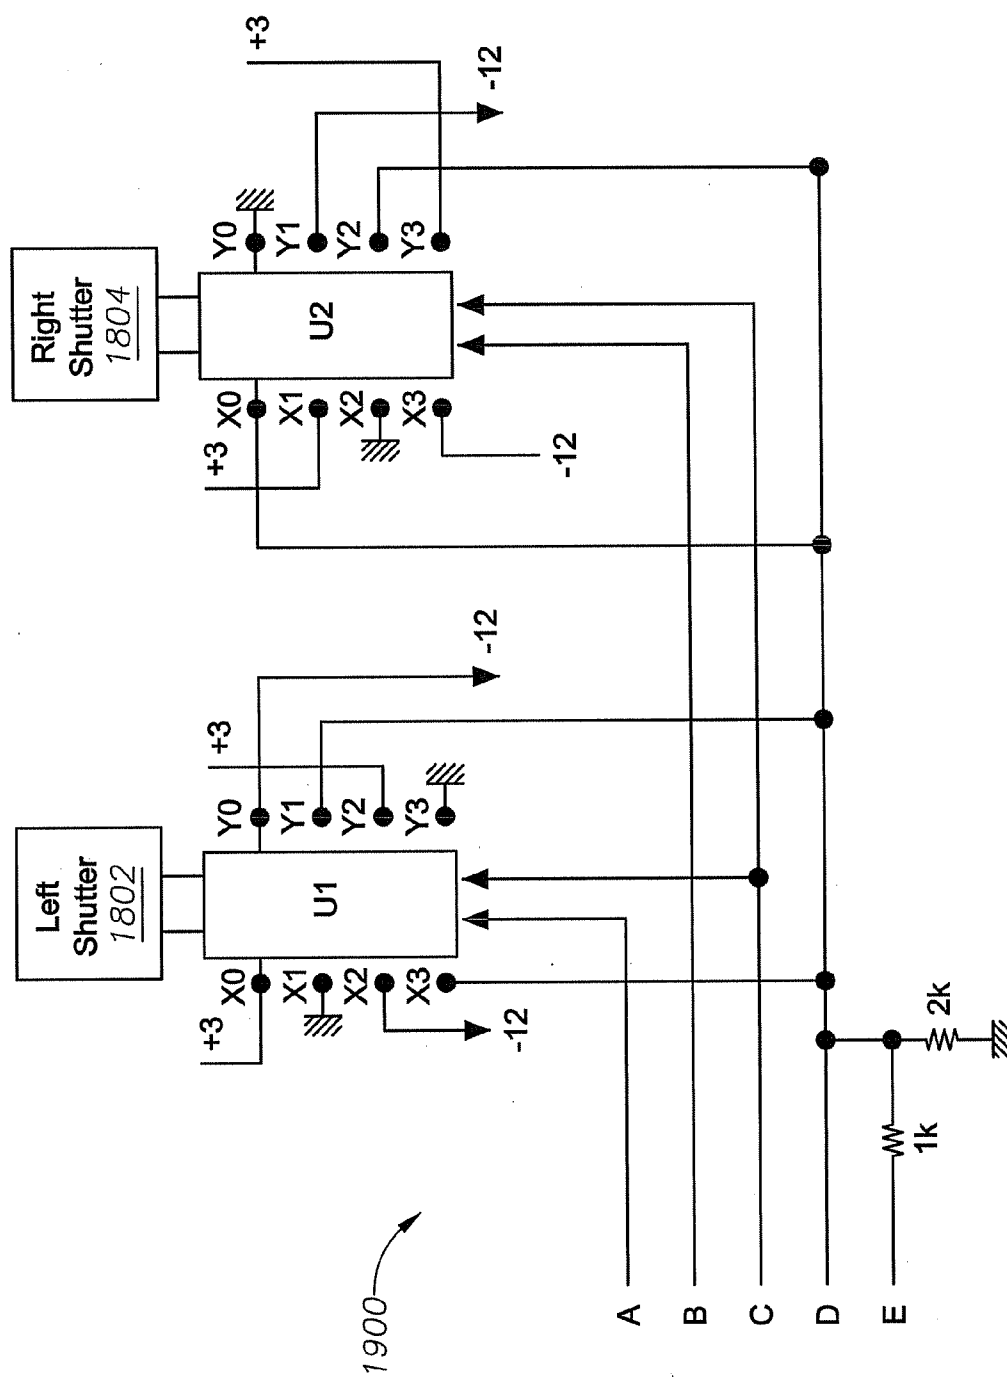 Left
Shutter
1802
Right
Shutter
1804
+3
X0
X1
X2
X3
-12
U1
Y0
Y1
Y2
Y3
+3
-12
+3
X0
X1
X2
X3
-12
U2
Y0
Y1
Y2
Y3
-12
+3
1900
A
B
C
D
E
1k
2k